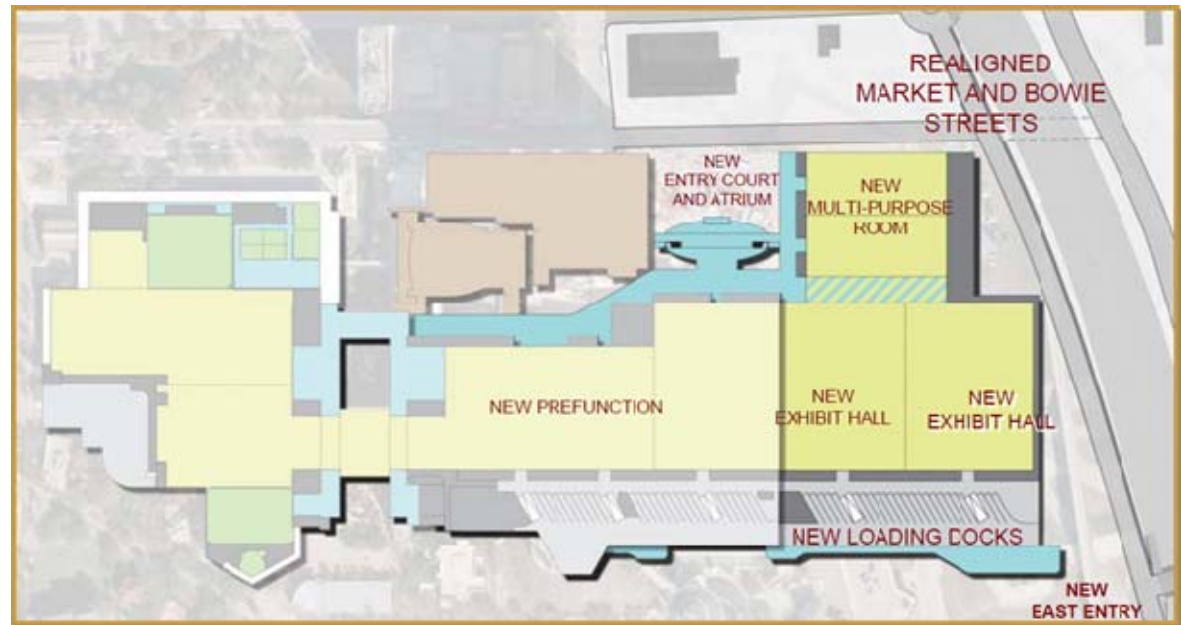 REALIGNED
MARKET AND BOWIE
STREETS
NEW
ENTRY COURT
AND ATRIUM
NEW
MULTI-PURPOSE
ROOM
NEW PREFUNCTION
NEW
EXHIBIT HALL
NEW
EXHIBIT HALL
NEW LOADING DOCKS
NEW
EAST ENTRY